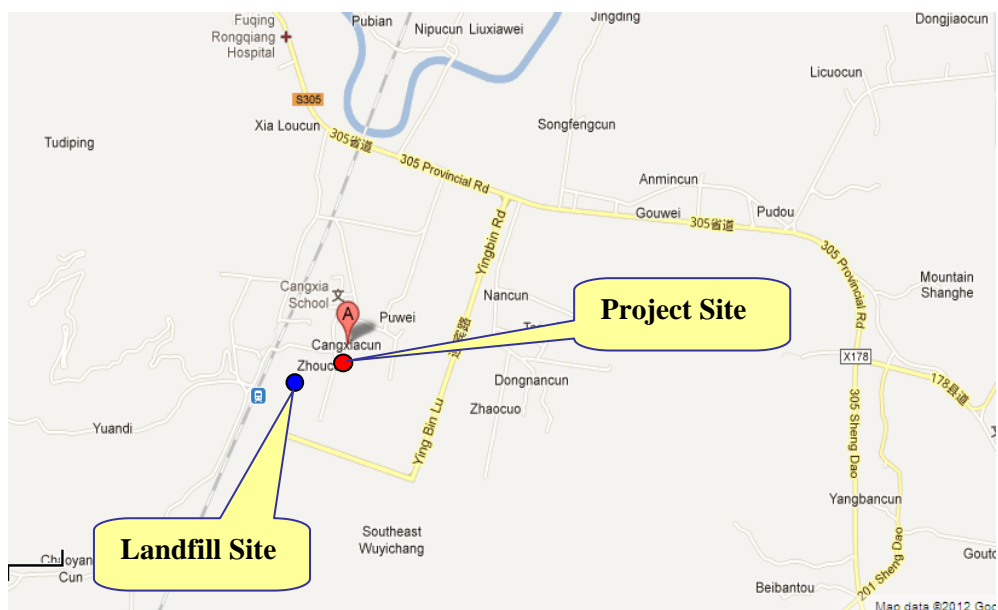 Fuqing
Rongqiang
Hospital
Pubian
Nipucun Liuxiawei
Jingding
Dongjiaocun
Licuocun
S305
Xia Loucun
305省道
Songfengcun
Tudiping
305 Provincial Rd
Anmincun
Gouwei
Pudou
305省道
Yingbin Rd
305 Provincial Rd
Cangxia
School
文
A
Puwei
Nancun
Mountain
Shanghe
Project Site
Cangxiacun
X178
178县道
文
Dongnancun
Zhaocuo
Yuandi
Ying Bin Lu
305 Sheng Dao
Yangbancun
Landfill Site
Southeast
Wuyichang
Cun
201 Sheng Dao
Beibantou
Map data ©2012